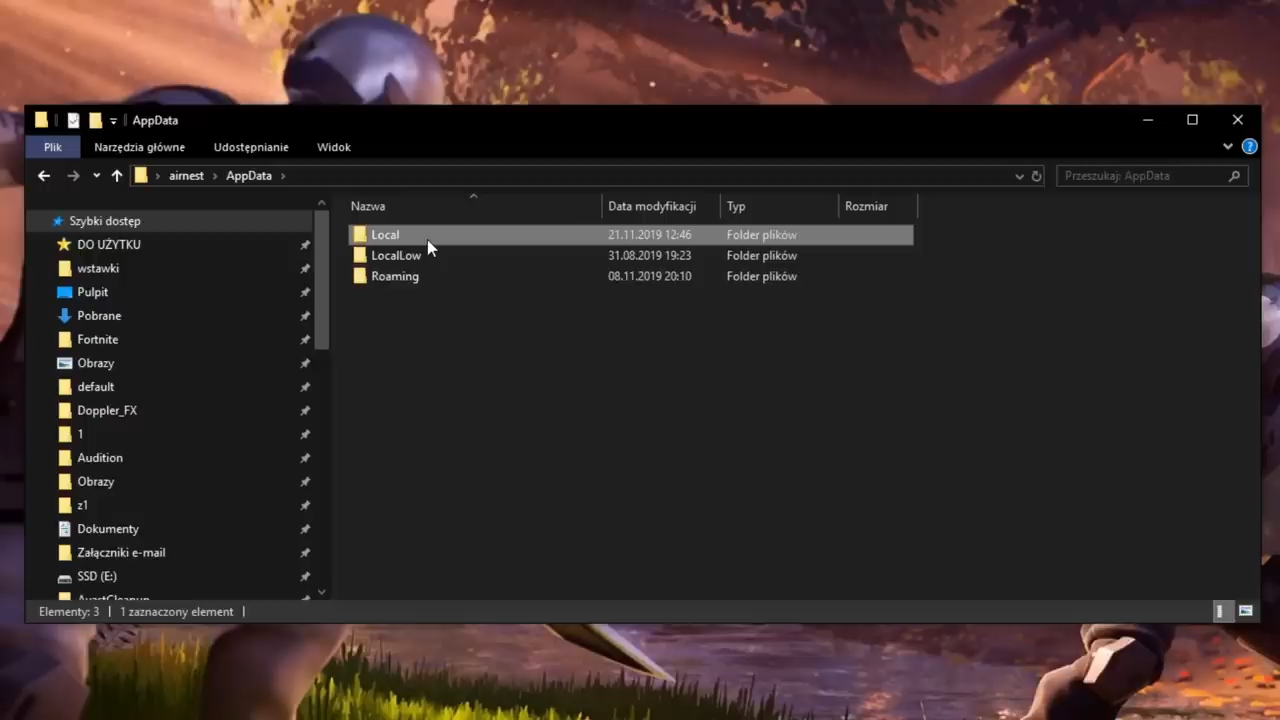 AppData
Plik Narzędzia główne Udostępnianie Widok
airnest AppData Przeszukaj: AppData
Nazwa Data modyfikacji Typ Rozmiar
Local 21.11.2019 12:46 Folder plików
LocalLow 31.08.2019 19:23 Folder plików
Roaming 08.11.2019 20:10 Folder plików
Szybki dostęp
DO UŻYTKU
wstawki
Pulpit
Pobrane
Fortnite
Obrazy
default
Doppler_FX
1
Audition
Obrazy
z1
Dokumenty
Załączniki e-mail
SSD (E:)
AvastCleanup
Elementy: 3 1 zaznaczony element